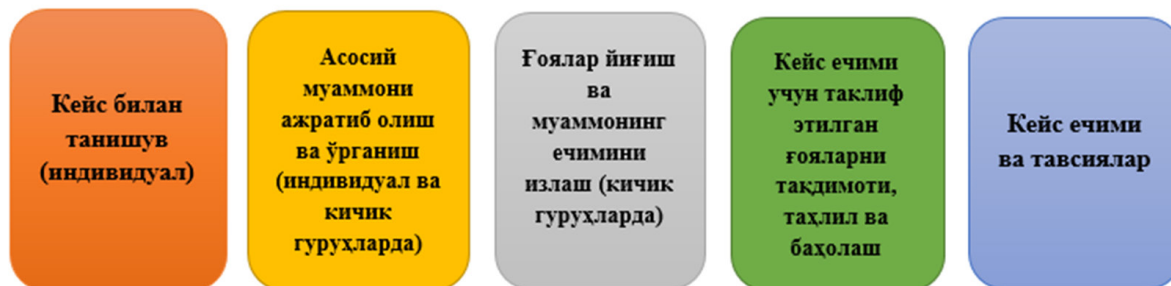 Кейс билан
танишув
(индивидуал)
Асосий
муаммони
ажратиб олиш
ва ўрганиш
(индивидуал ва
кичик
гуруҳларда)
Ғоялар йиғиш
ва
муаммонинг
ечимини
излаш (кичик
гуруҳларда)
Кейс ечими
учун таклиф
этилган
ғояларни
тақдимоти,
таҳлил ва
баҳолаш
Кейс ечими
ва тавсиялар